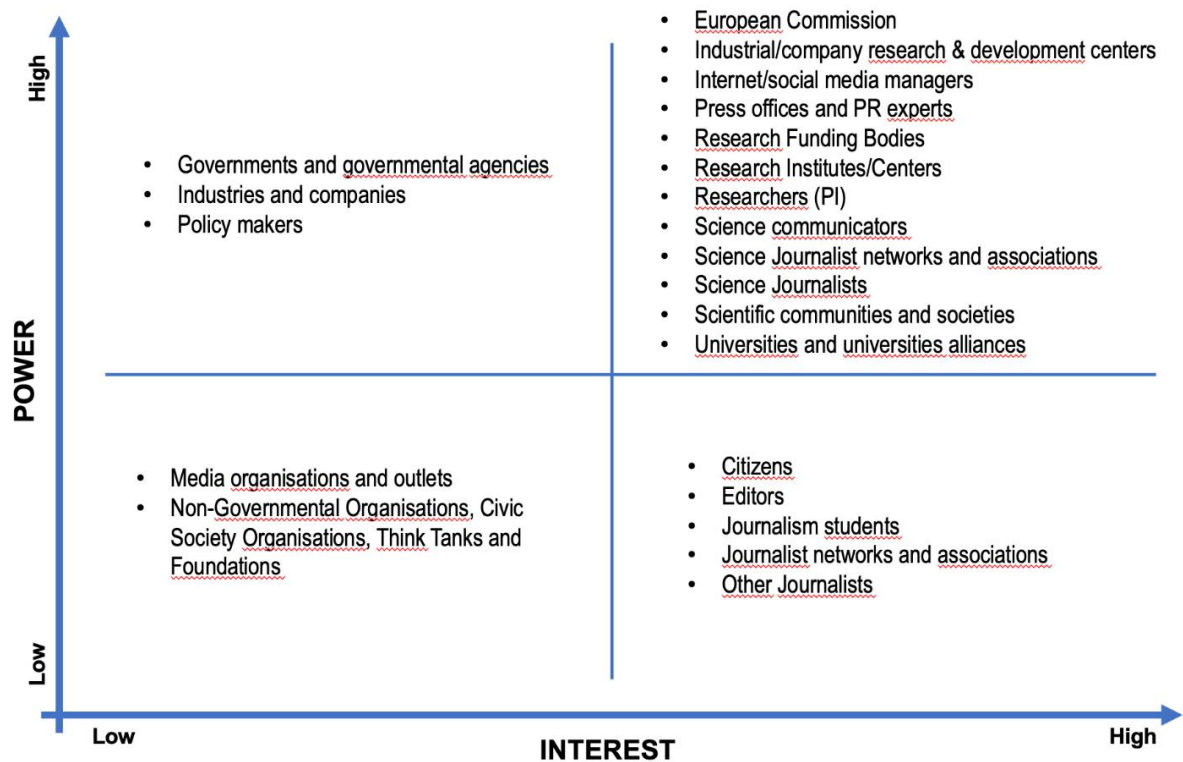 High
POWER
Low
• Governments and governmental agencies
• Industries and companies
• Policy makers
• European Commission
• Industrial/company research & development centers
• Internet/social media managers
• Press offices and PR experts
• Research Funding Bodies
• Research Institutes/Centers
• Researchers (PI)
• Science communicators
• Science Journalist networks and associations
• Science Journalists
• Scientific communities and societies
• Universities and universities alliances
• Media organisations and outlets
• Non-Governmental Organisations, Civic
Society Organisations, Think Tanks and
Foundations
• Citizens
• Editors
• Journalism students
• Journalist networks and associations
• Other Journalists
Low
INTEREST
High